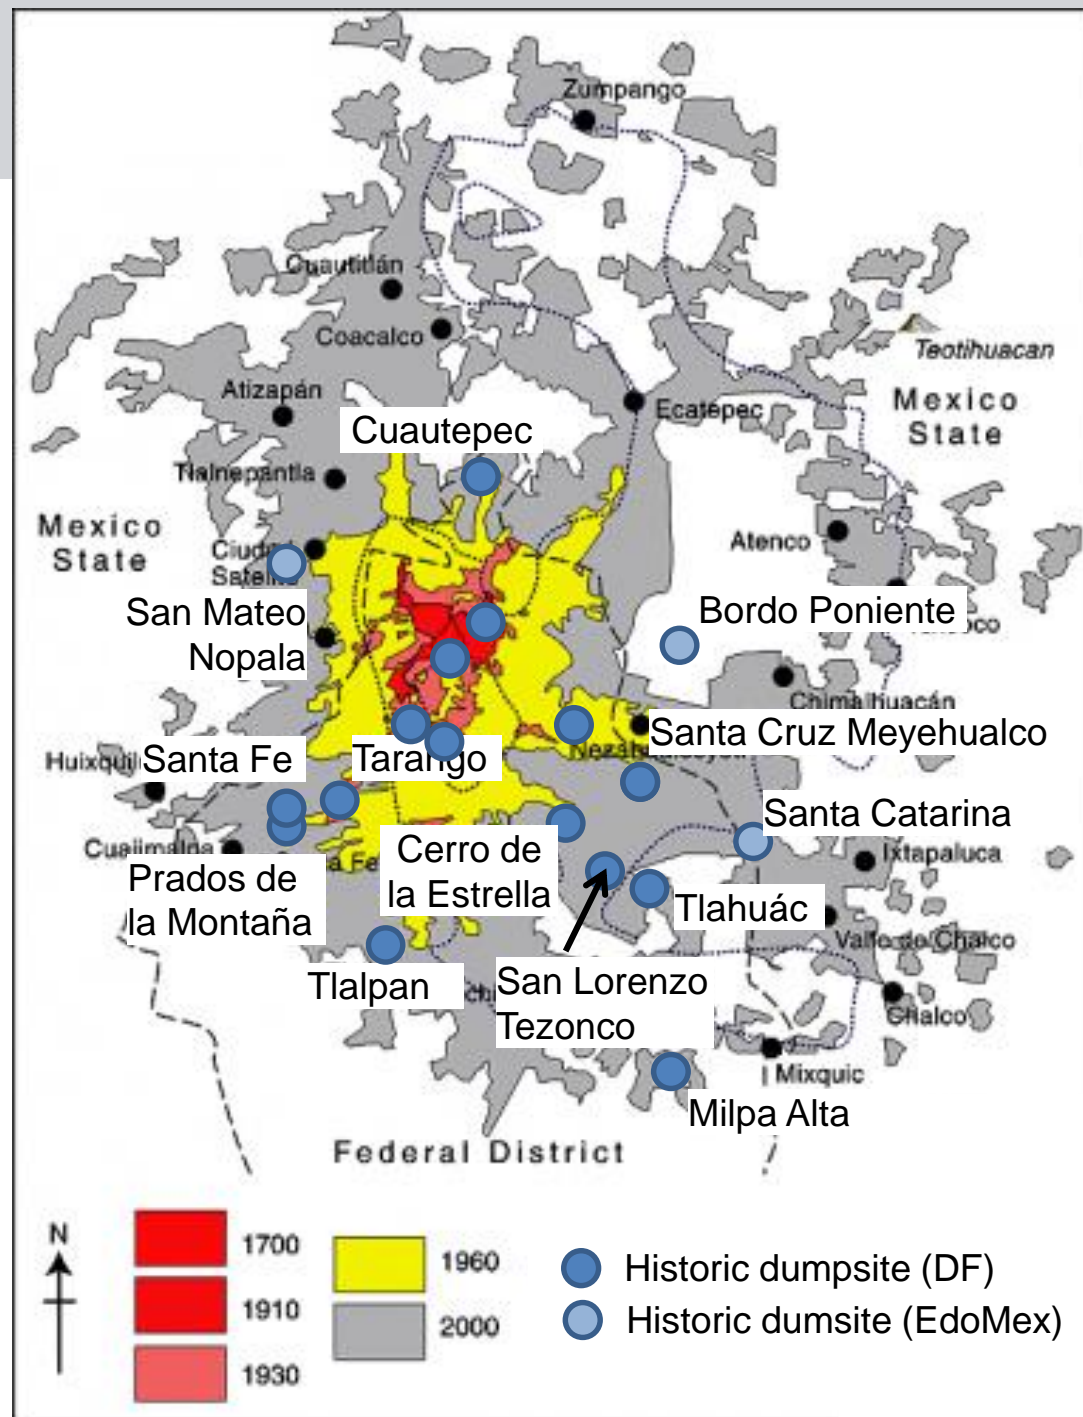 Zumpango
Cuautitlán
Coacalco
Teotihuacan
Atizapán
Ecatepec
Mexico
State
Cuautepec
Tlalnepantla
Mexico
State
Atenco
Ciudad
Satélite
San Mateo
Nopala
Bordo Poniente
Chimalhuacán
Santa Cruz Meyehualco
Santa Fe
Tarango
Santa Catarina
Cuajimalpa
Ixtapaluca
Cerro de
la Estrella
Prados de
la Montaña
Tlahuác
Valle de Chalco
Tlalpan
San Lorenzo
Tezonco
Chalco
Mixquic
Milpa Alta
Federal District
N
1700
1910
1930
1960
2000
Historic dumpsite (DF)
Historic dumsite (EdoMex)